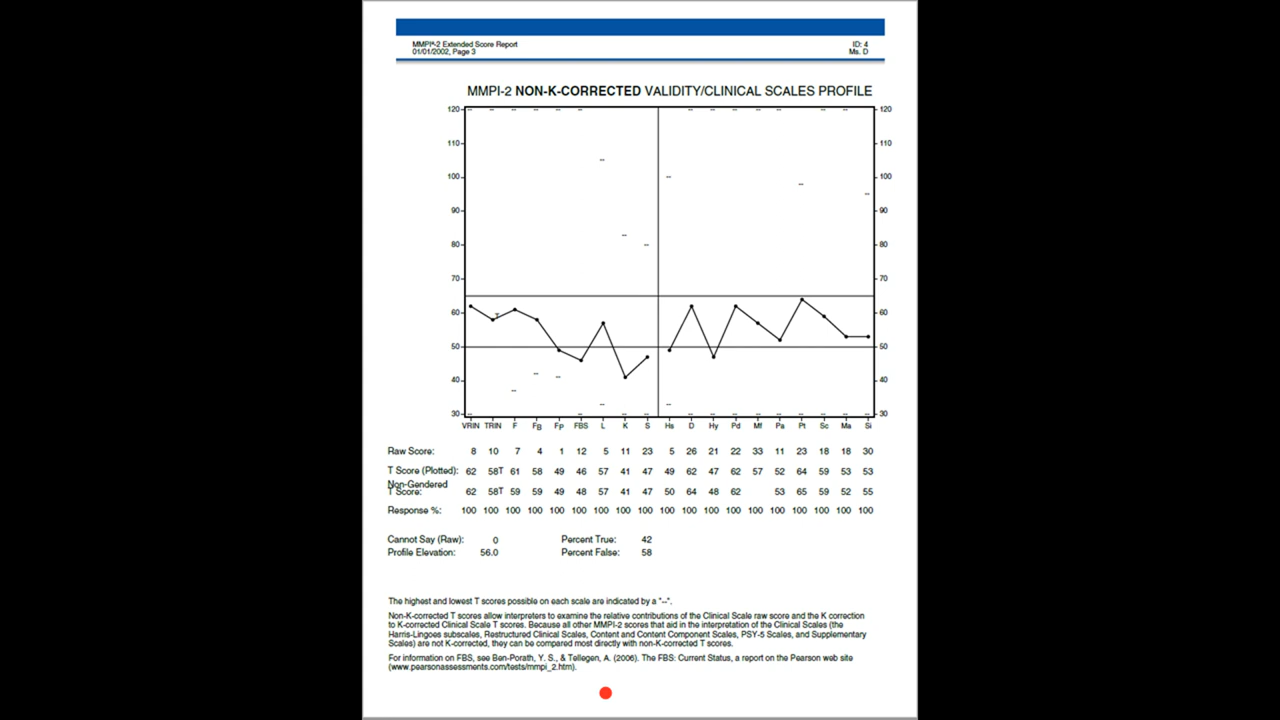 MMPI®-2 Extended Score Report ID: 4
01/01/2002, Page 3 Ms. D
MMPI-2 NON-K-CORRECTED VALIDITY/CLINICAL SCALES PROFILE
120 120
110 110
100 100
90 90
80 80
70 70
60 60
50 50
40 40
30 30
T
VRIN TRIN F FB FP FBS L K S Hs D Hy Pd Mf Pa Pt Sc Ma Si
Raw Score: 8 10 7 4 1 12 5 11 23 5 26 21 22 33 11 23 18 18 30
T Score (Plotted): 62 58T 61 58 49 46 57 41 47 49 62 47 62 57 52 64 59 53 53
Non-Gendered
T Score: 62 58T 59 59 49 48 57 41 47 50 64 48 62 53 65 59 52 55
Response %: 100 100 100 100 100 100 100 100 100 100 100 100 100 100 100 100 100 100 100
Cannot Say (Raw): 0 Percent True: 42
Profile Elevation: 56.0 Percent False: 58
The highest and lowest T scores possible on each scale are indicated by a "--".
Non-K-corrected T scores allow interpreters to examine the relative contributions of the Clinical Scale raw score and the K correction
to K-corrected Clinical Scale T scores. Because all other MMPI-2 scores that aid in the interpretation of the Clinical Scales (the
Harris-Lingoes subscales, Restructured Clinical Scales, Content and Content Component Scales, PSY-5 Scales, and Supplementary
Scales) are not K-corrected, they can be compared most directly with non-K-corrected T scores.
For information on FBS, see Ben-Porath, Y. S., & Tellegen, A. (2006). The FBS: Current Status, a report on the Pearson web site
(www.pearsonassessments.com/tests/mmpi_2.htm).